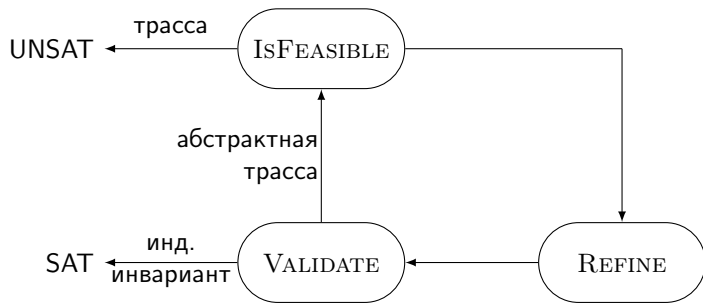 трасса
UNSAT
IsFeasible
абстрактная
трасса
инд.
SAT
инвариант
Validate
Refine